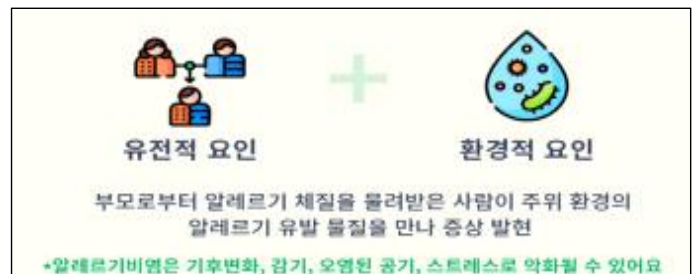 유전적 요인
환경적 요인
부모로부터 알레르기 체질을 물려받은 사람이 주위 환경의
알레르기 유발 물질을 만나 증상 발현
*알레르기비염은 기후변화, 감기, 오염된 공기, 스트레스로 악화될 수 있어요